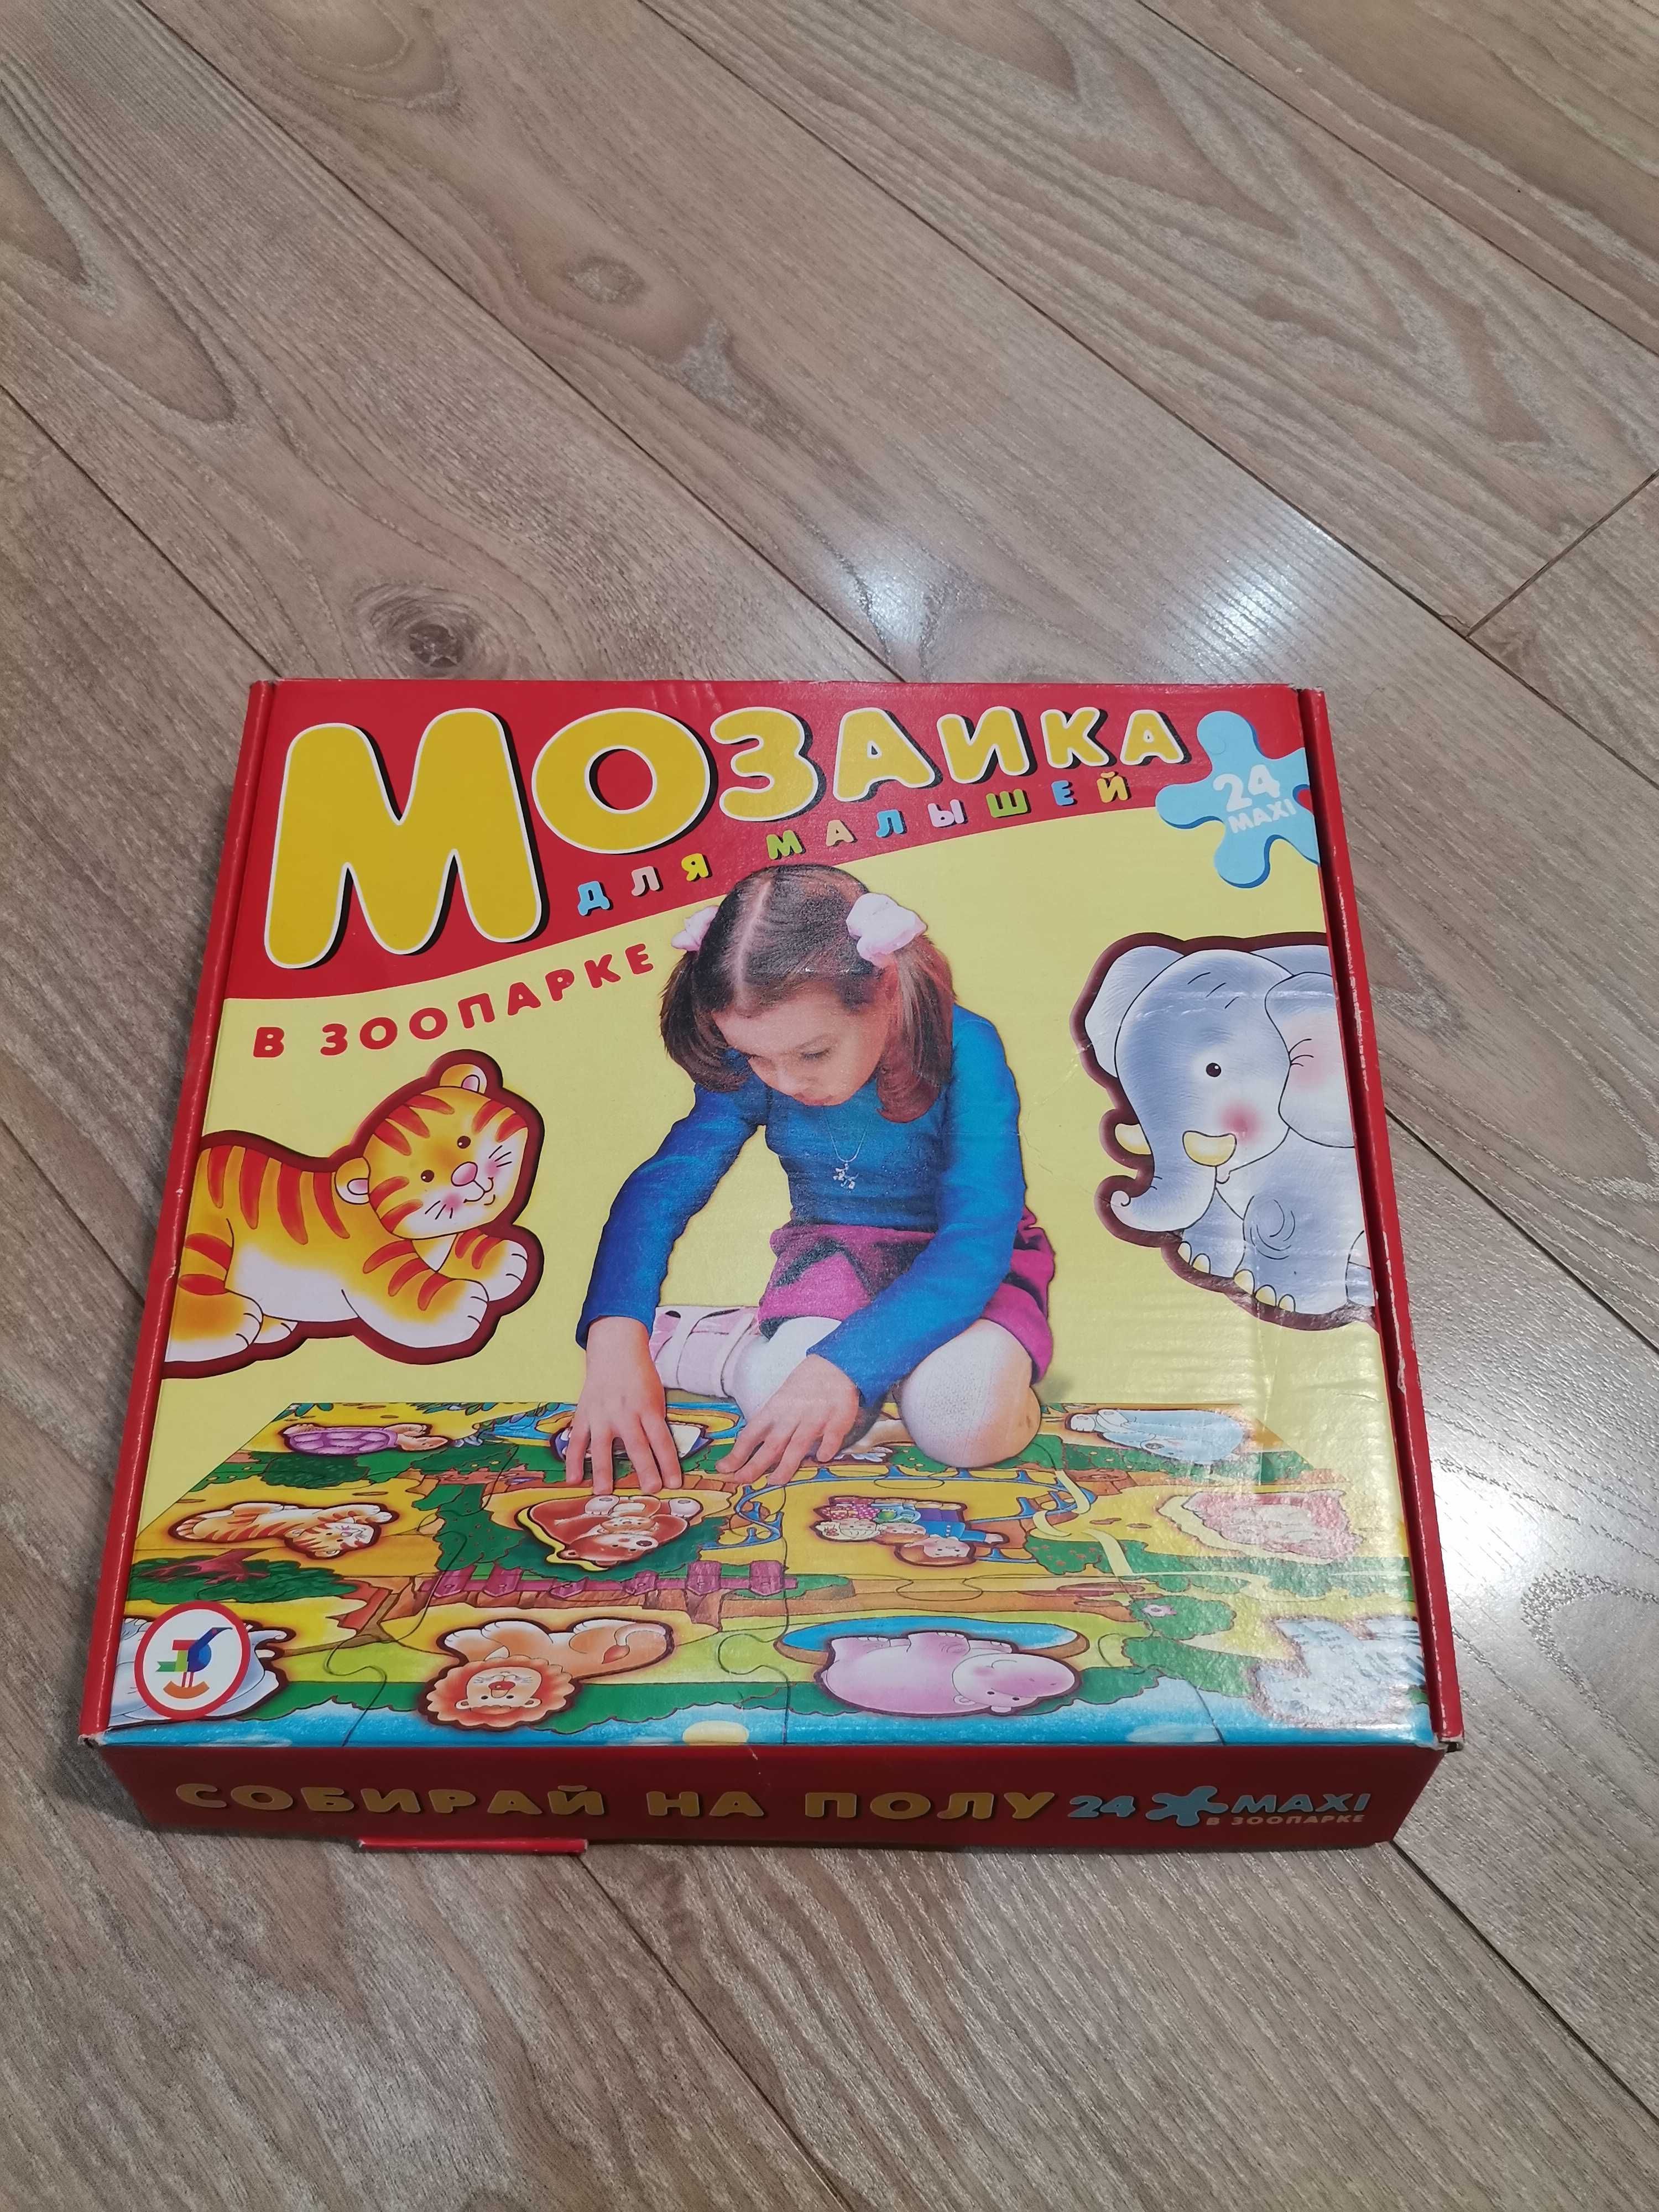 МОЗАИКА
ДЛЯ МАЛЫШЕЙ
24
MAXI
В ЗООПАРКЕ
СОБИРАЙ НА ПОЛУ 24 MAXI
В ЗООПАРКЕ